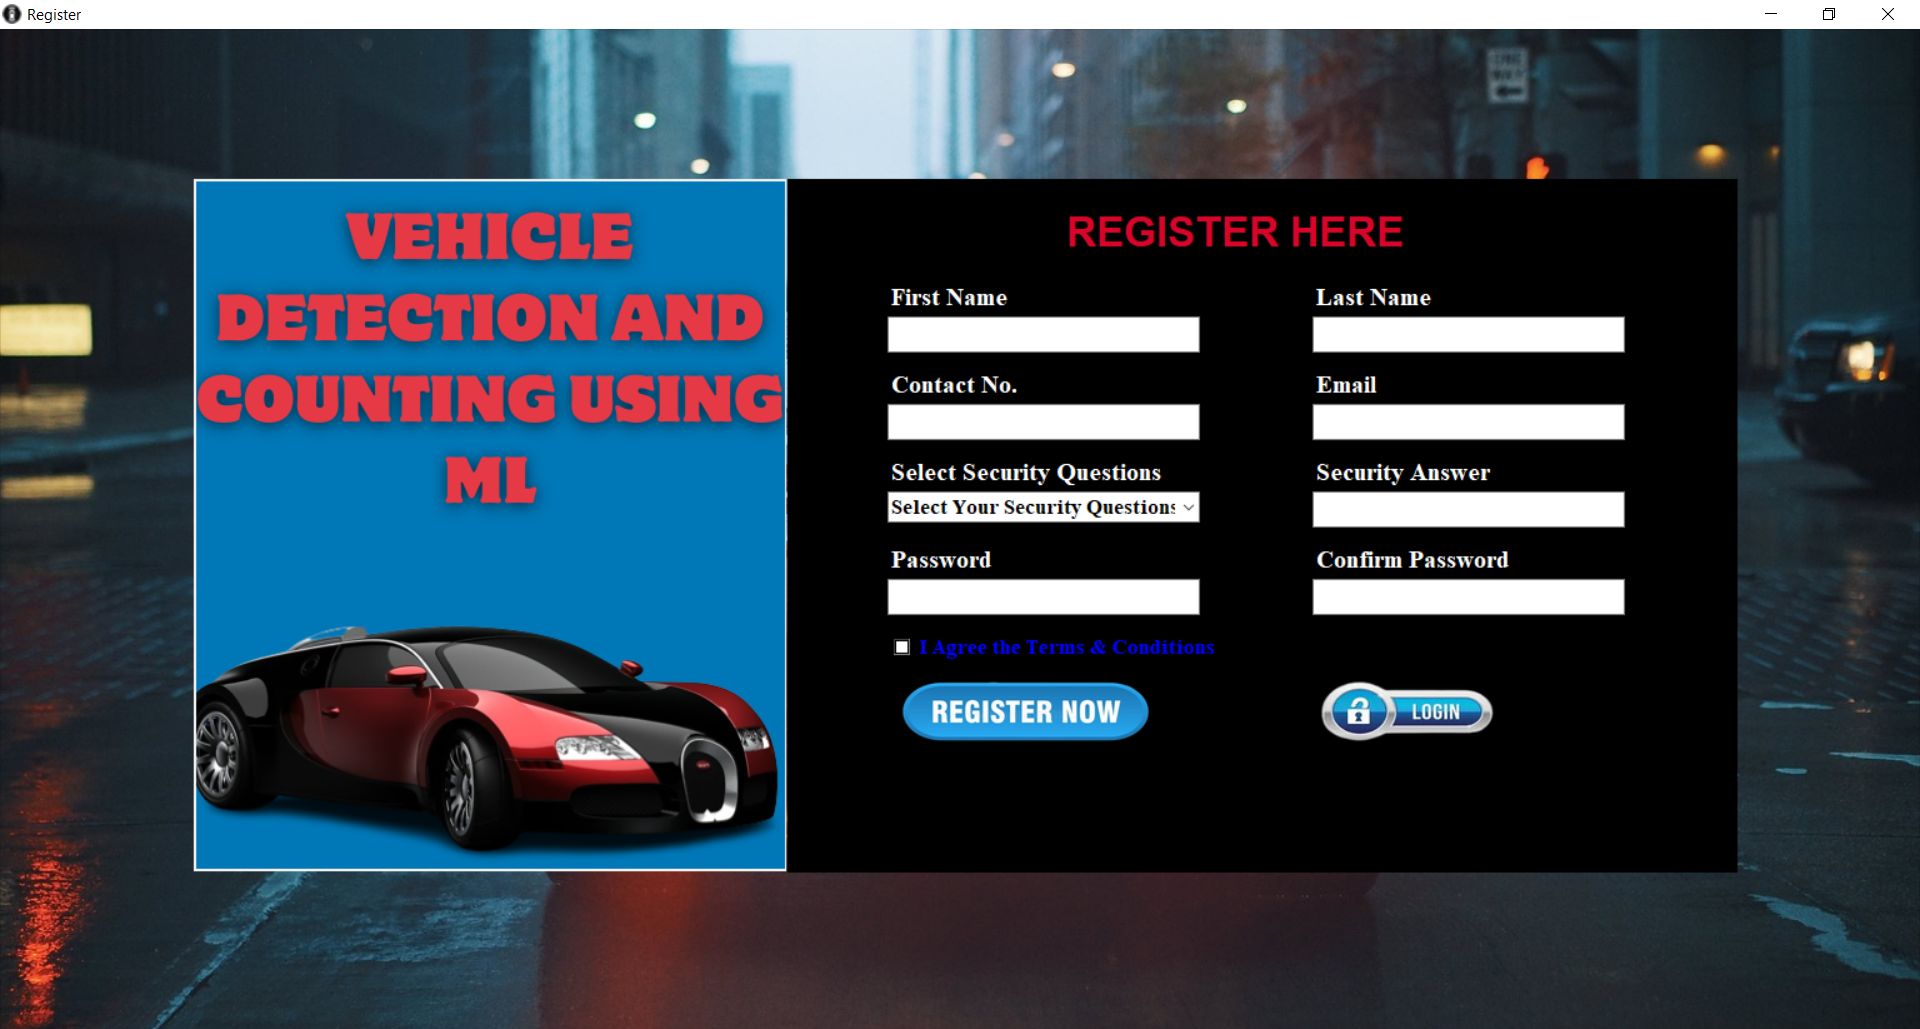 Register
VEHICLE
DETECTION AND
COUNTING USING
ML
REGISTER HERE
First Name
Last Name
Contact No.
Email
Select Security Questions
Security Answer
Select Your Security Questions
Password
Confirm Password
I Agree the Terms & Conditions
REGISTER NOW
LOGIN